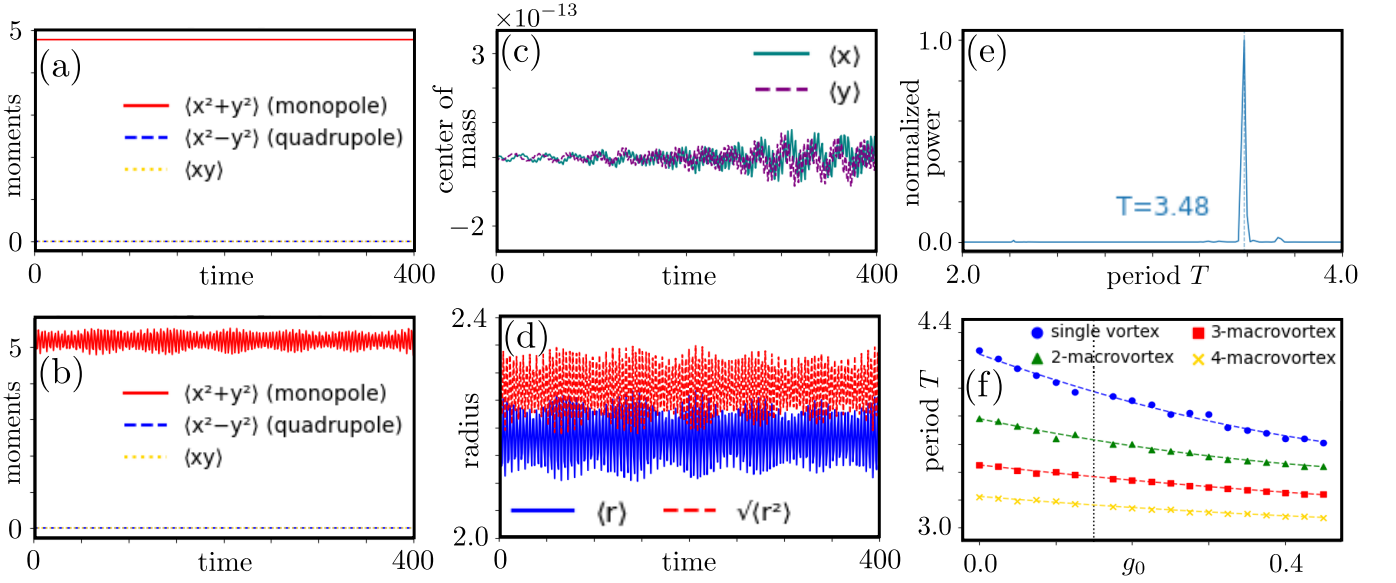 5
(a)
moments
⟨x²+y²⟩ (monopole)
⟨x²−y²⟩ (quadrupole)
⟨xy⟩
0
0
time
400
×10⁻¹³
3
(c)
center of
mass
⟨x⟩
⟨y⟩
−2
0
time
400
1.0
(e)
normalized
power
T=3.48
0.0
2.0
period T
4.0
5
(b)
moments
⟨x²+y²⟩ (monopole)
⟨x²−y²⟩ (quadrupole)
⟨xy⟩
0
0
time
400
2.4
(d)
radius
⟨r⟩
√⟨r²⟩
2.0
0
time
400
4.4
single vortex
3-macrovortex
2-macrovortex
4-macrovortex
(f)
period T
3.0
0.0
g₀
0.4